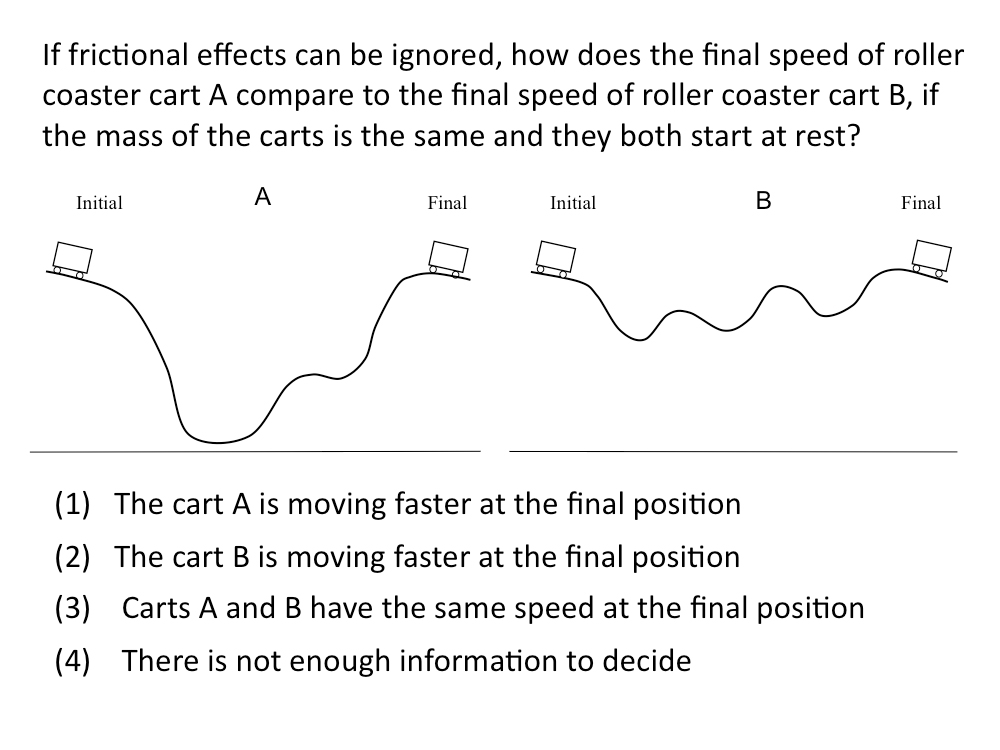 If frictional effects can be ignored, how does the final speed of roller
coaster cart A compare to the final speed of roller coaster cart B, if
the mass of the carts is the same and they both start at rest?
Initial A Final Initial B Final
(1) The cart A is moving faster at the final position
(2) The cart B is moving faster at the final position
(3) Carts A and B have the same speed at the final position
(4) There is not enough information to decide